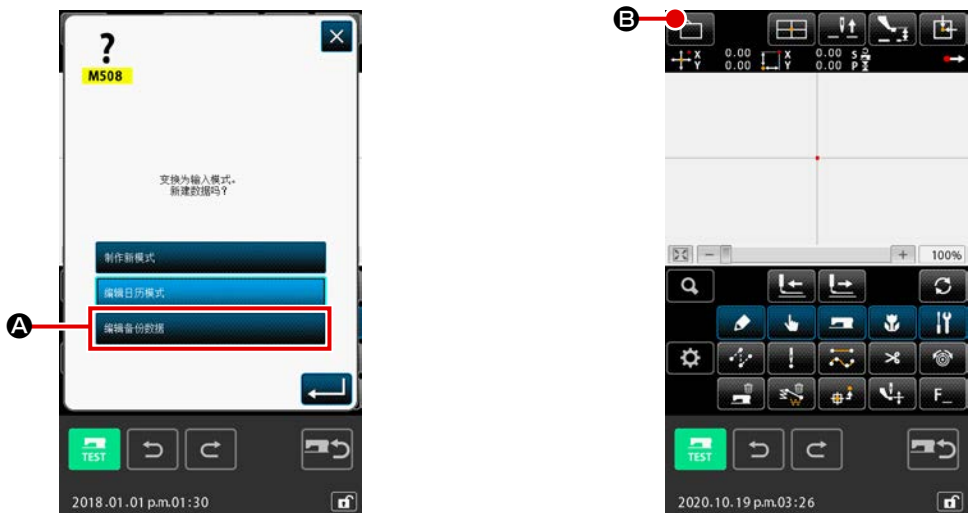 ?
M508
变换为输入模式。
新建数据吗?
制作新模式
编辑日历模式
编辑备份数据
A
TEST
2018.01.01 p.m.01:30
B
X 0.00 X 0.00 S
Y 0.00 Y 0.00 P
100%
!
F_
TEST
2020.10.19 p.m.03:26